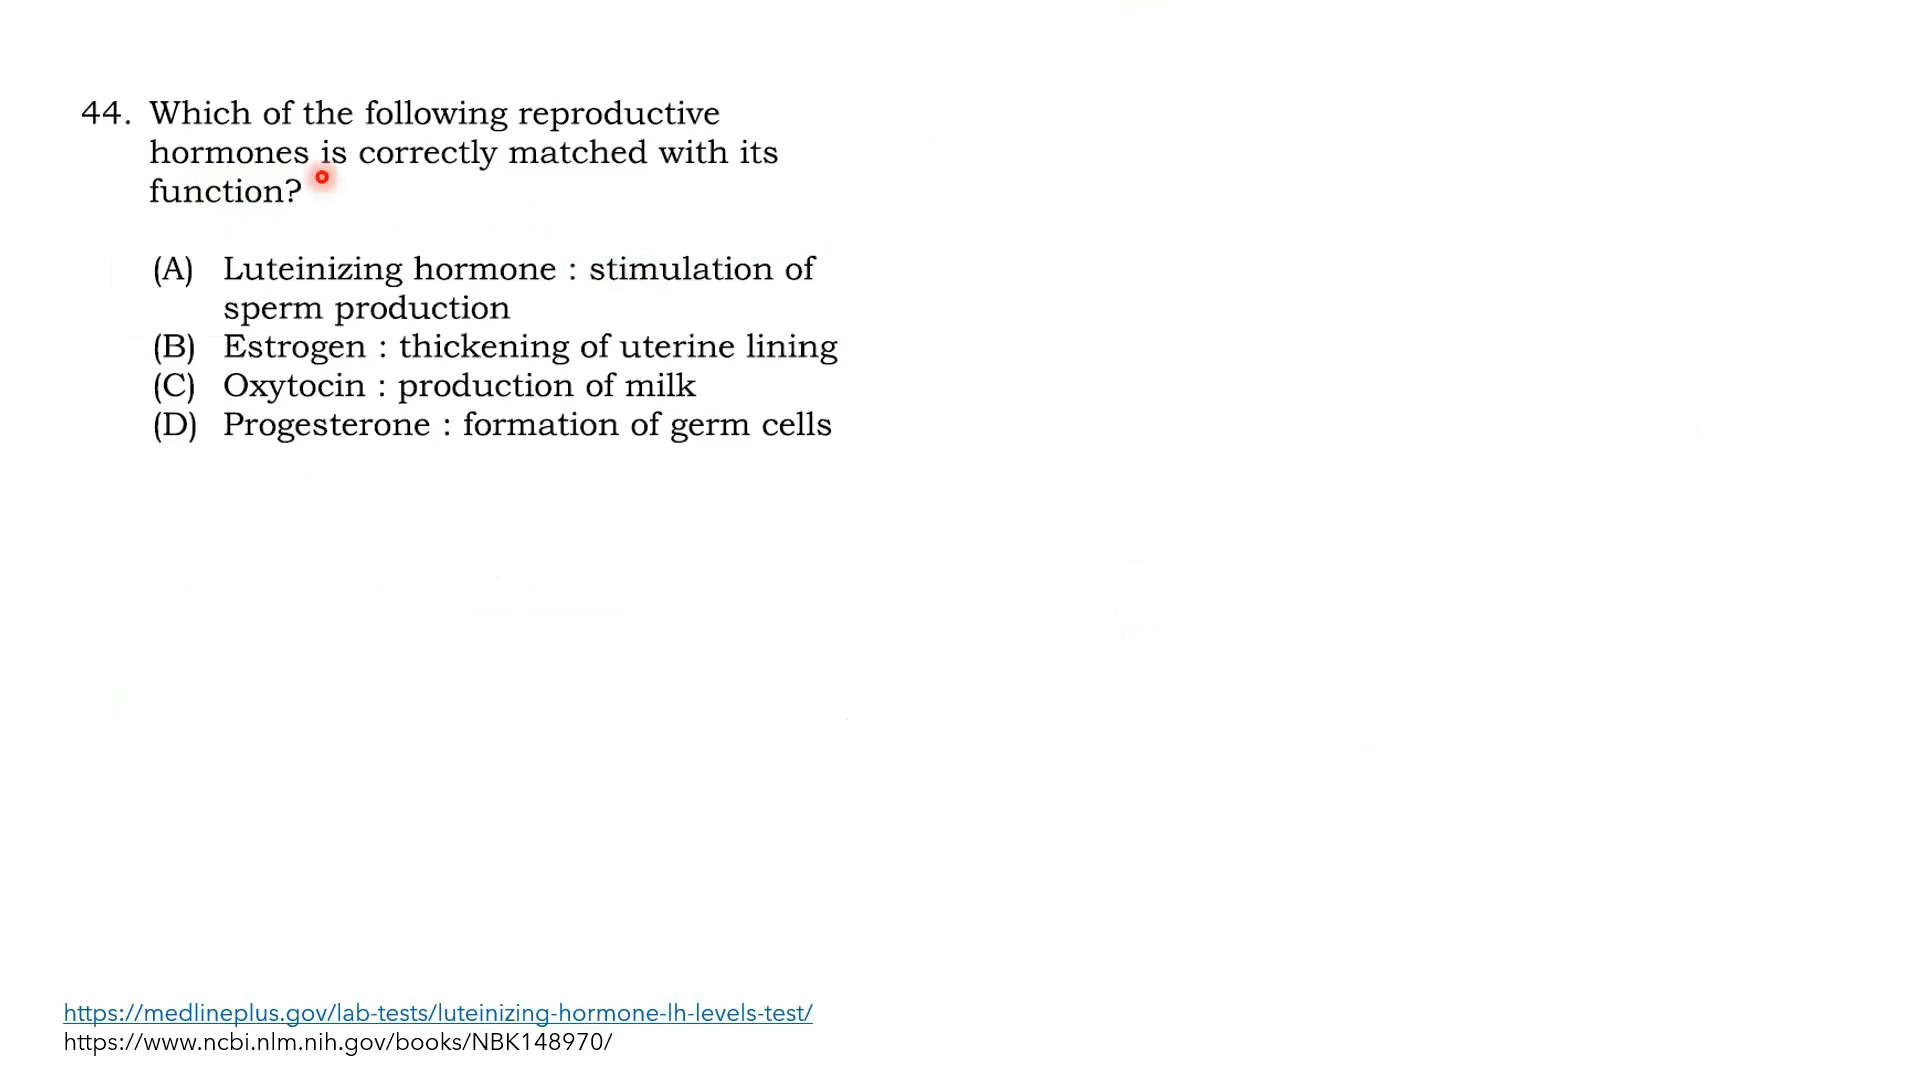 44. Which of the following reproductive
hormones is correctly matched with its
function?
(A) Luteinizing hormone : stimulation of
sperm production
(B) Estrogen : thickening of uterine lining
(C) Oxytocin : production of milk
(D) Progesterone : formation of germ cells
https://medlineplus.gov/lab-tests/luteinizing-hormone-lh-levels-test/
https://www.ncbi.nlm.nih.gov/books/NBK148970/